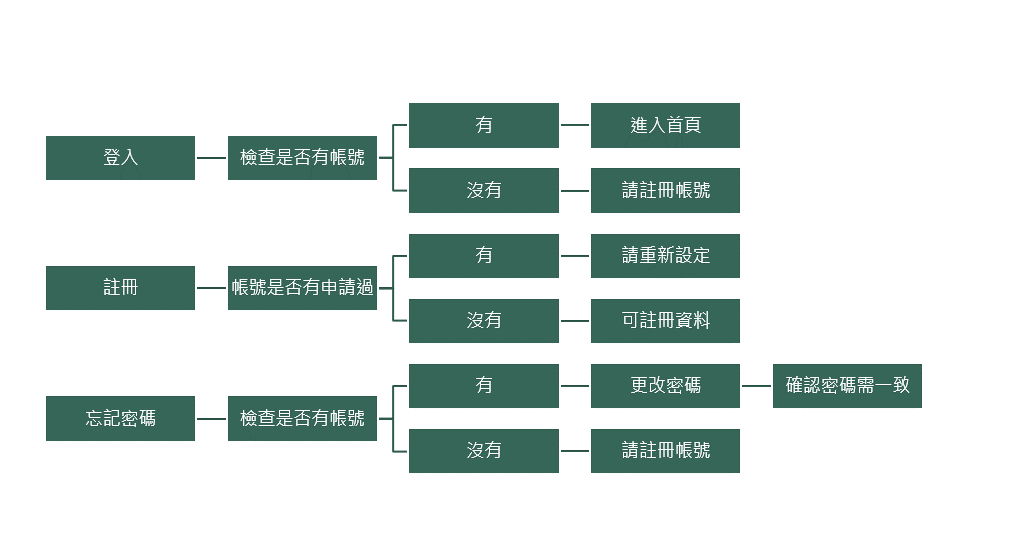 登入
檢查是否有帳號
有
進入首頁
沒有
請註冊帳號
註冊
帳號是否有申請過
有
請重新設定
沒有
可註冊資料
忘記密碼
檢查是否有帳號
有
更改密碼
確認密碼需一致
沒有
請註冊帳號